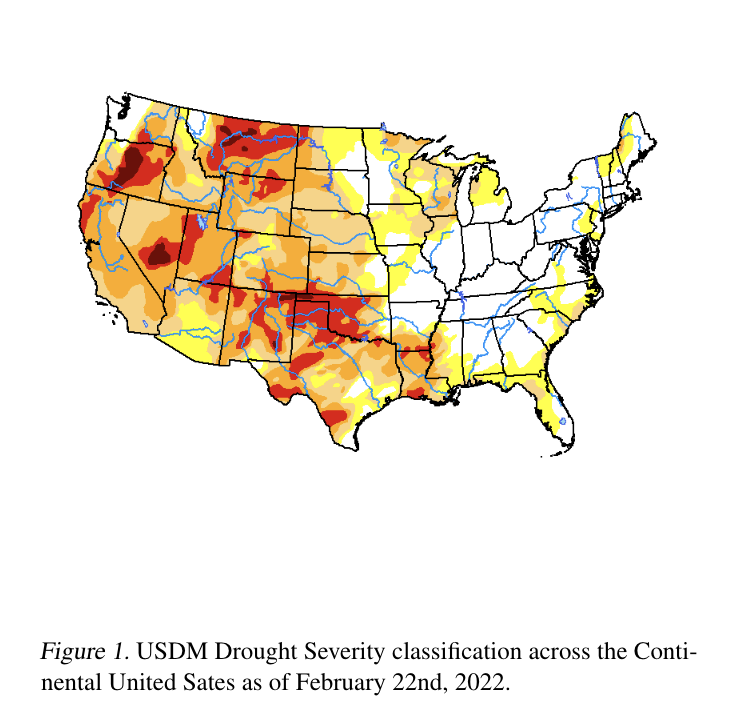 Figure 1. USDM Drought Severity classification across the Conti-
nental United Sates as of February 22nd, 2022.